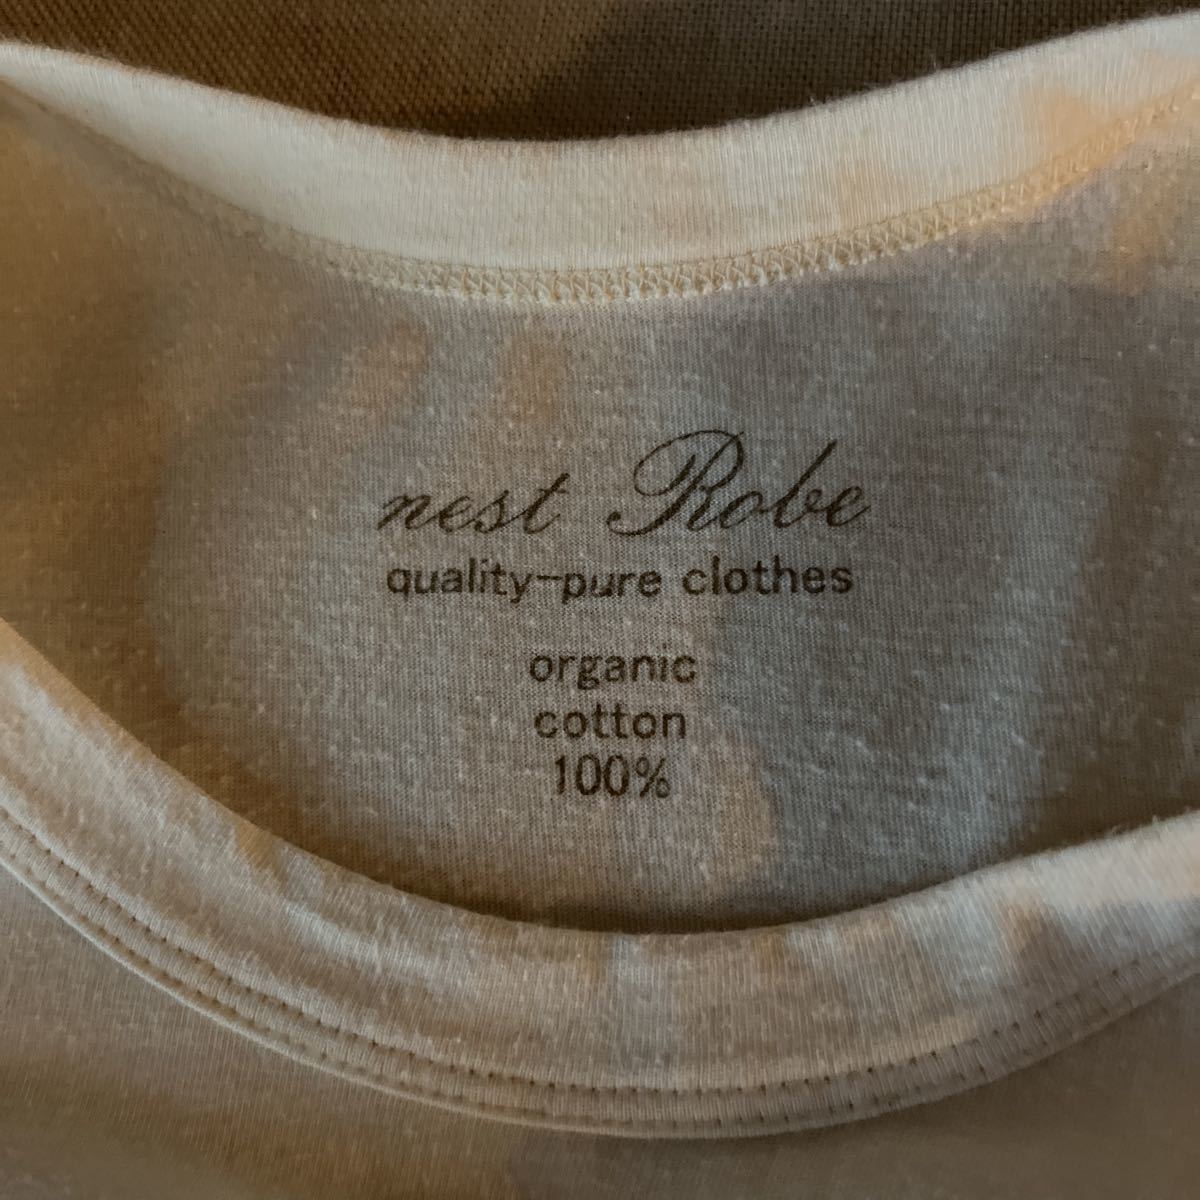 nest Robe
quality-pure clothes
organic
cotton
100%